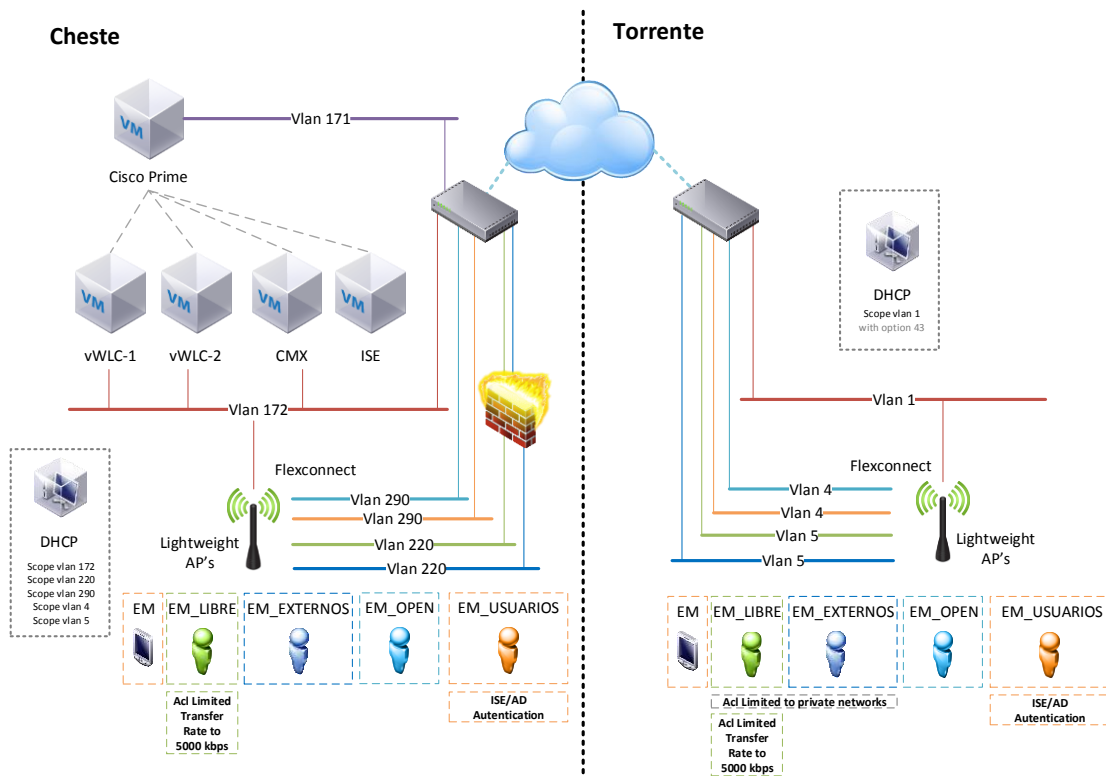 Cheste
Torrente
VM
Vlan 171
Cisco Prime
VM
VM
VM
VM
vWLC-1
vWLC-2
CMX
ISE
Vlan 172
DHCP
Scope vlan 1
with option 43
Vlan 1
Flexconnect
Vlan 290
Vlan 290
Vlan 220
Vlan 220
Lightweight
AP's
DHCP
Scope vlan 172
Scope vlan 220
Scope vlan 290
Scope vlan 4
Scope vlan 5
Flexconnect
Vlan 4
Vlan 4
Vlan 5
Vlan 5
Lightweight
AP's
EM
EM_LIBRE
EM_EXTERNOS
EM_OPEN
EM_USUARIOS
Acl Limited
Transfer
Rate to
5000 kbps
ISE/AD
Autentication
EM
EM_LIBRE
EM_EXTERNOS
EM_OPEN
EM_USUARIOS
Acl Limited to private networks
Acl Limited
Transfer
Rate to
5000 kbps
ISE/AD
Autentication